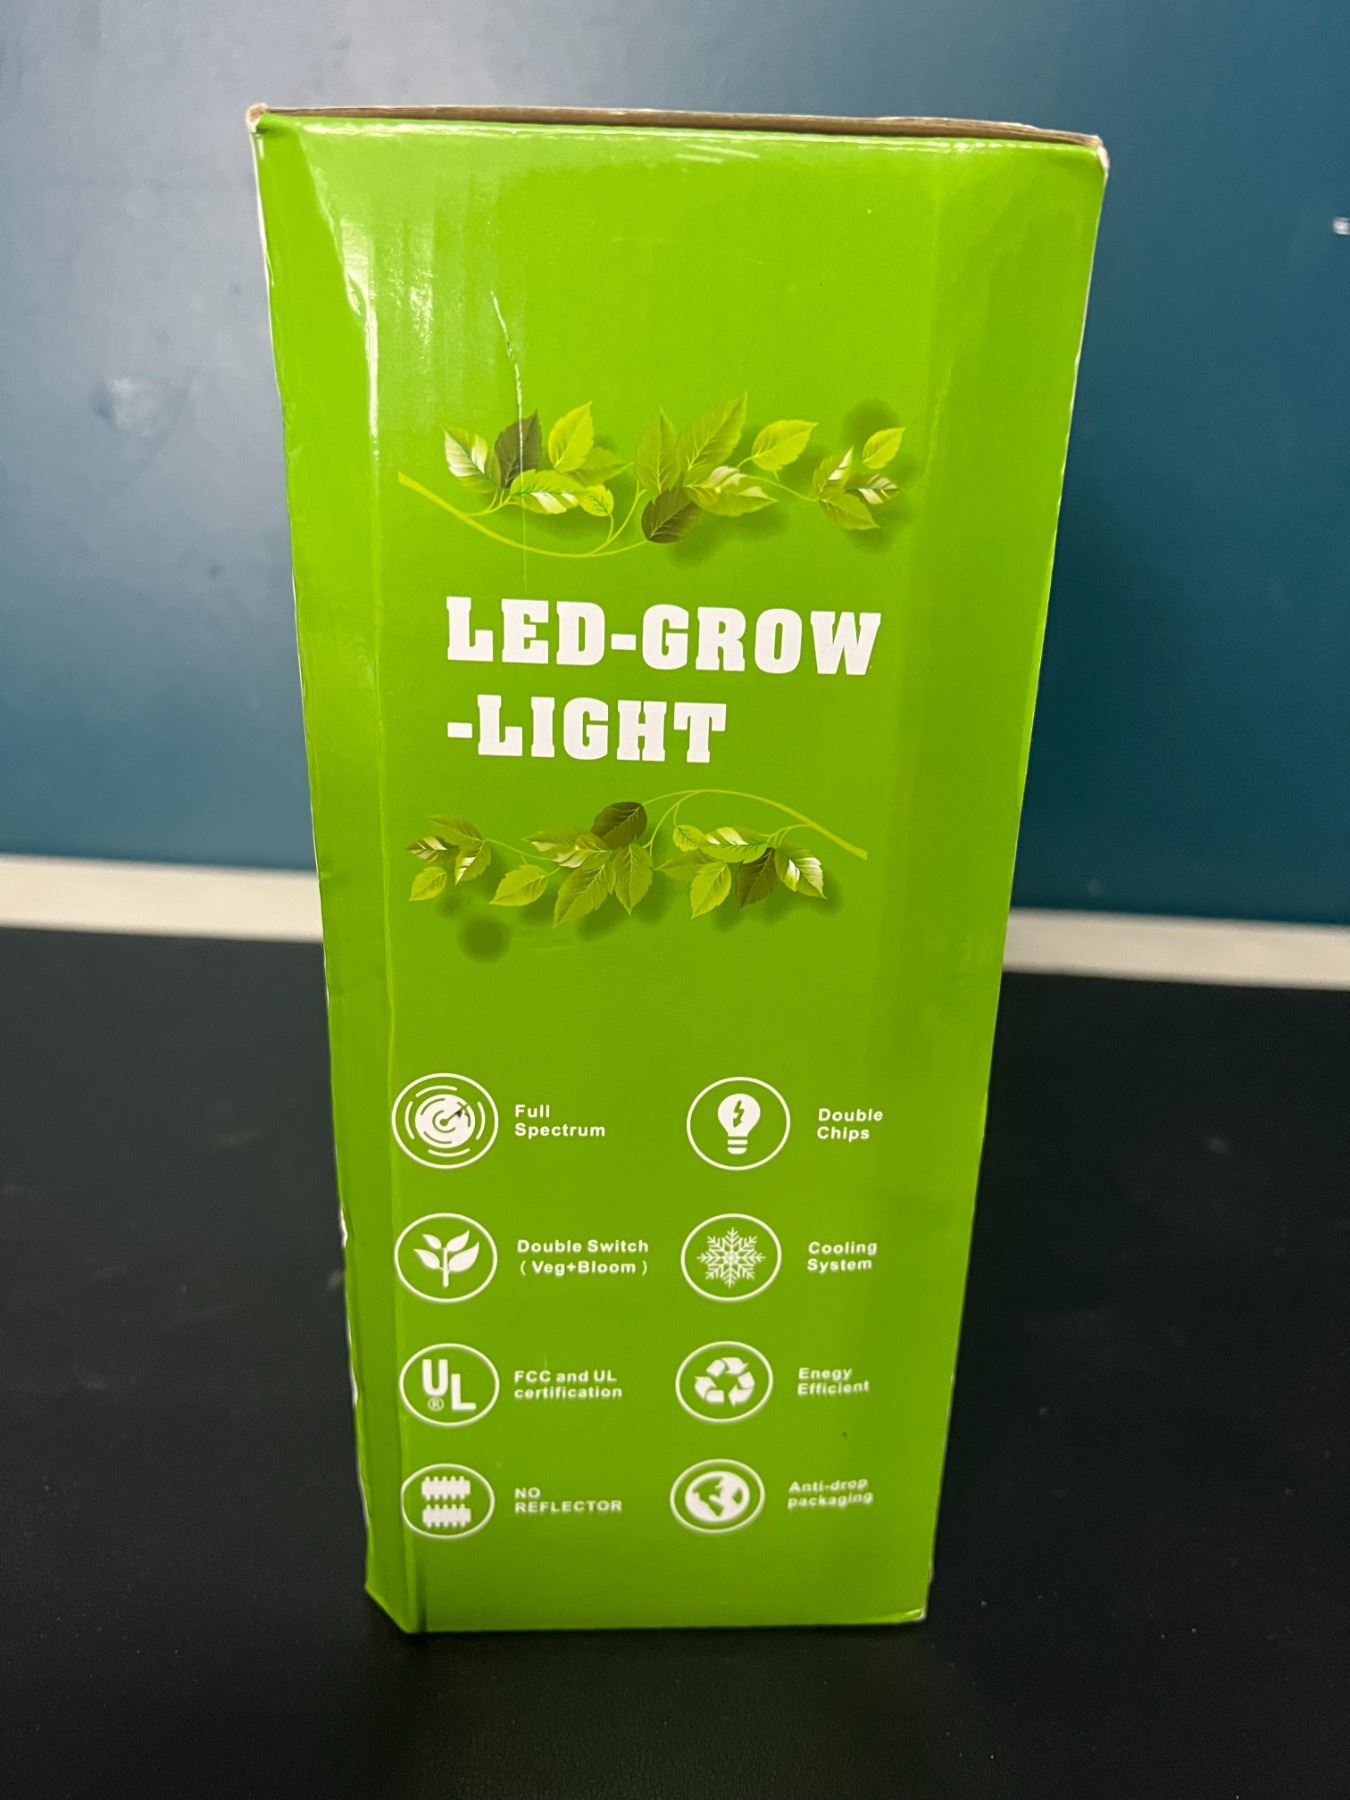 LED-GROW
-LIGHT
Full
Spectrum
Double
Chips
Double Switch
( Veg+Bloom )
Cooling
System
UL
®
FCC and UL
certification
Enegy
Efficient
NO
REFLECTOR
Anti-drop
packaging